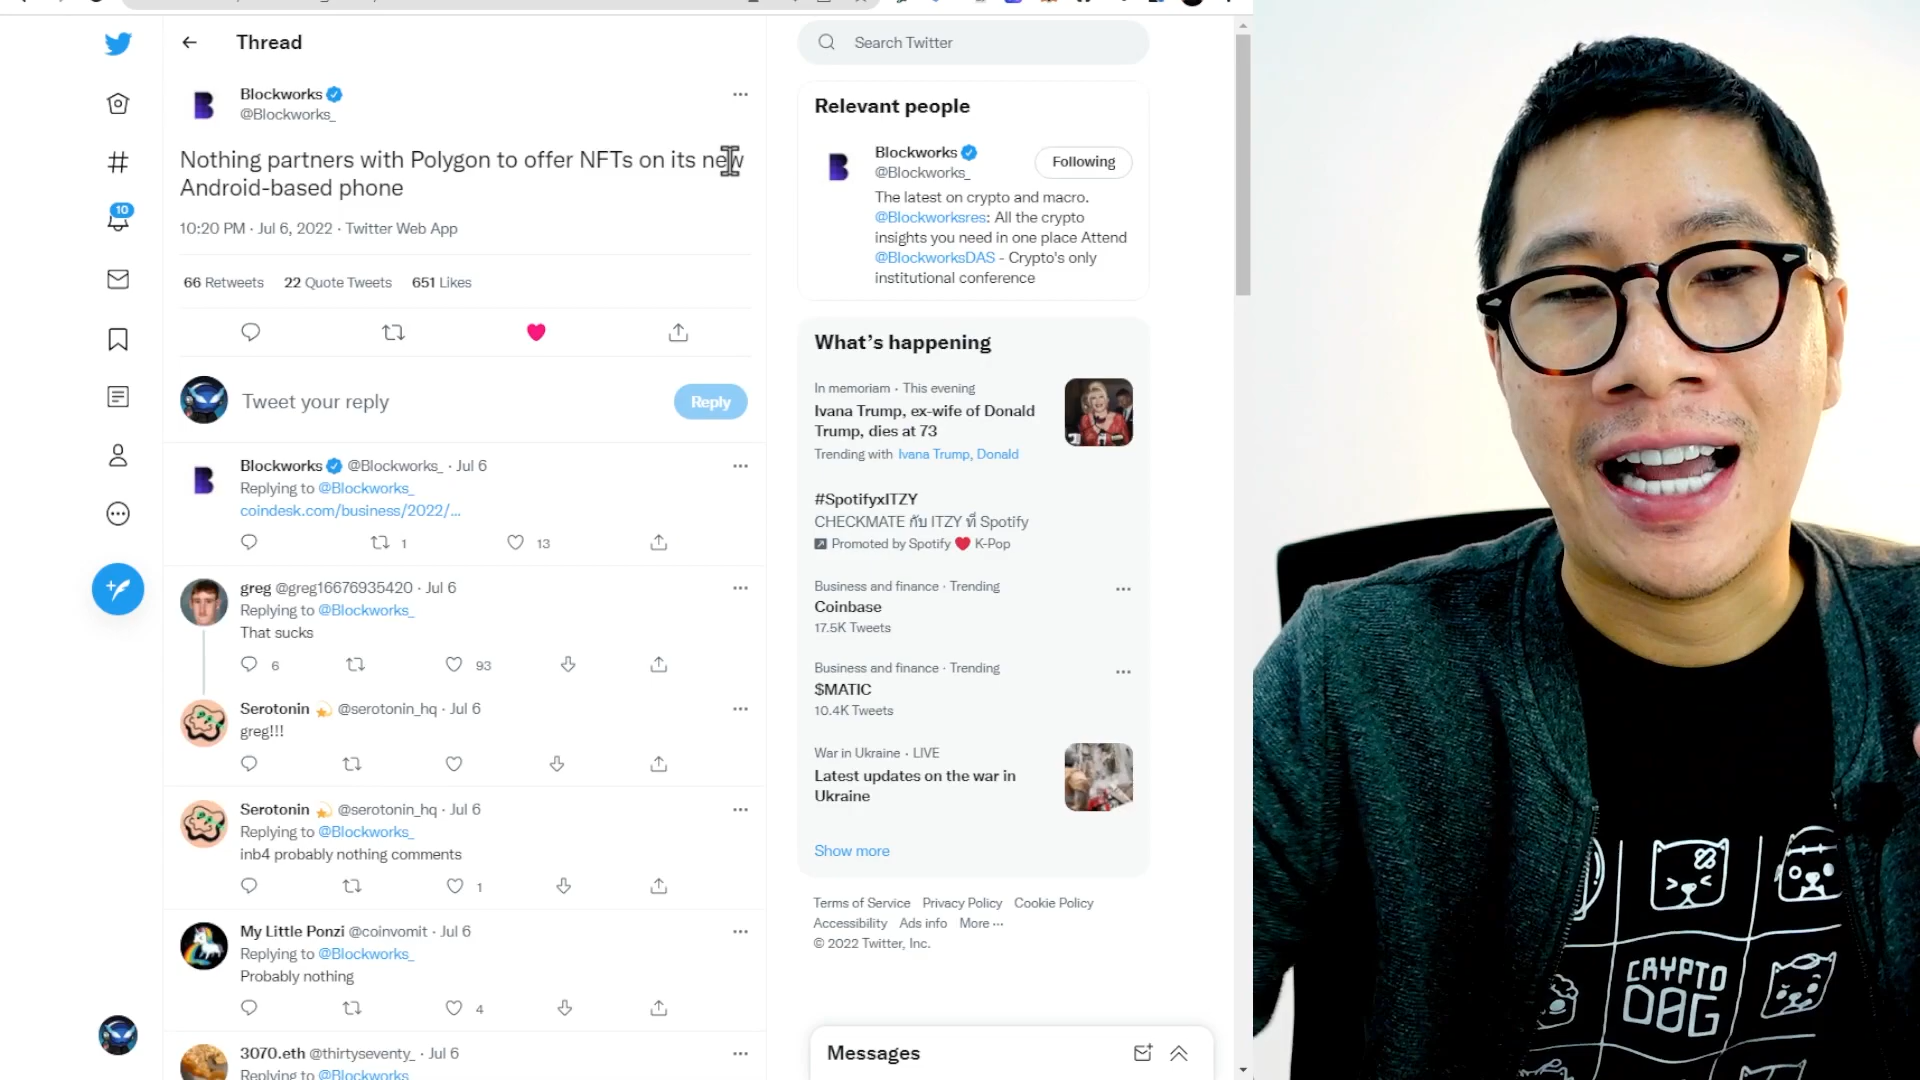 Thread
Blockworks
@Blockworks_
Nothing partners with Polygon to offer NFTs on its new
Android-based phone
10:20 PM · Jul 6, 2022 · Twitter Web App
66 Retweets 22 Quote Tweets 651 Likes
Tweet your reply
Reply
Blockworks @Blockworks_ · Jul 6
Replying to @Blockworks_
coindesk.com/business/2022/...
1 13
greg @greg16676935420 · Jul 6
Replying to @Blockworks_
That sucks
6 93
Serotonin @serotonin_hq · Jul 6
greg!!!
Serotonin @serotonin_hq · Jul 6
Replying to @Blockworks_
inb4 probably nothing comments
1
My Little Ponzi @coinvomit · Jul 6
Replying to @Blockworks_
Probably nothing
4
3070.eth @thirtyseventy_ · Jul 6
Replying to @Blockworks_
10
Search Twitter
Relevant people
Blockworks
@Blockworks_
Following
The latest on crypto and macro.
@Blockworksres: All the crypto
insights you need in one place Attend
@BlockworksDAS - Crypto's only
institutional conference
What's happening
In memoriam · This evening
Ivana Trump, ex-wife of Donald
Trump, dies at 73
Trending with Ivana Trump, Donald
#SpotifyxITZY
CHECKMATE กับ ITZY ที่ Spotify
Promoted by Spotify K-Pop
Business and finance · Trending
Coinbase
17.5K Tweets
Business and finance · Trending
$MATIC
10.4K Tweets
War in Ukraine · LIVE
Latest updates on the war in
Ukraine
Show more
Terms of Service Privacy Policy Cookie Policy
Accessibility Ads info More ...
© 2022 Twitter, Inc.
Messages
CRYPTO
DOG